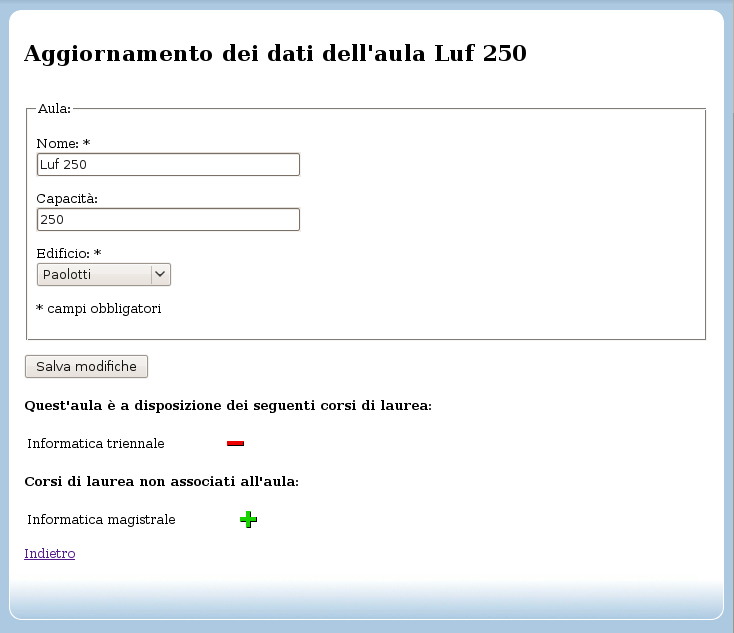 Aggiornamento dei dati dell'aula Luf 250
Aula:
Nome: *
Luf 250
Capacità:
250
Edificio: *
Paolotti
* campi obbligatori
Salva modifiche
Quest'aula è a disposizione dei seguenti corsi di laurea:
Informatica triennale
Corsi di laurea non associati all'aula:
Informatica magistrale
Indietro